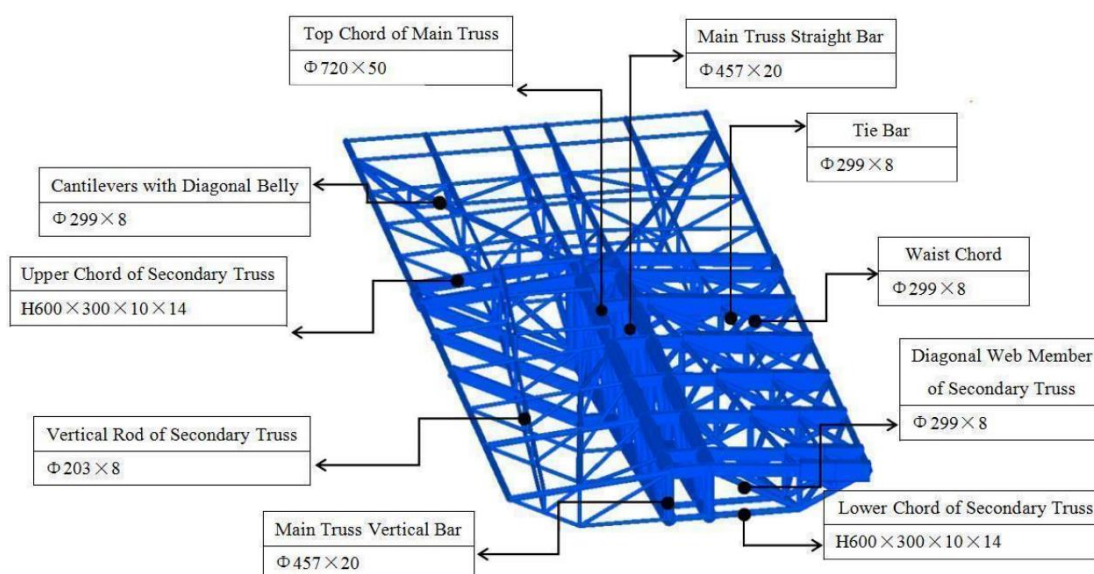 Top Chord of Main Truss
Φ720×50
Main Truss Straight Bar
Φ457×20
Tie Bar
Φ299×8
Cantilevers with Diagonal Belly
Φ299×8
Waist Chord
Φ299×8
Upper Chord of Secondary Truss
H600×300×10×14
Diagonal Web Member
of Secondary Truss
Φ299×8
Vertical Rod of Secondary Truss
Φ203×8
Lower Chord of Secondary Truss
H600×300×10×14
Main Truss Vertical Bar
Φ457×20